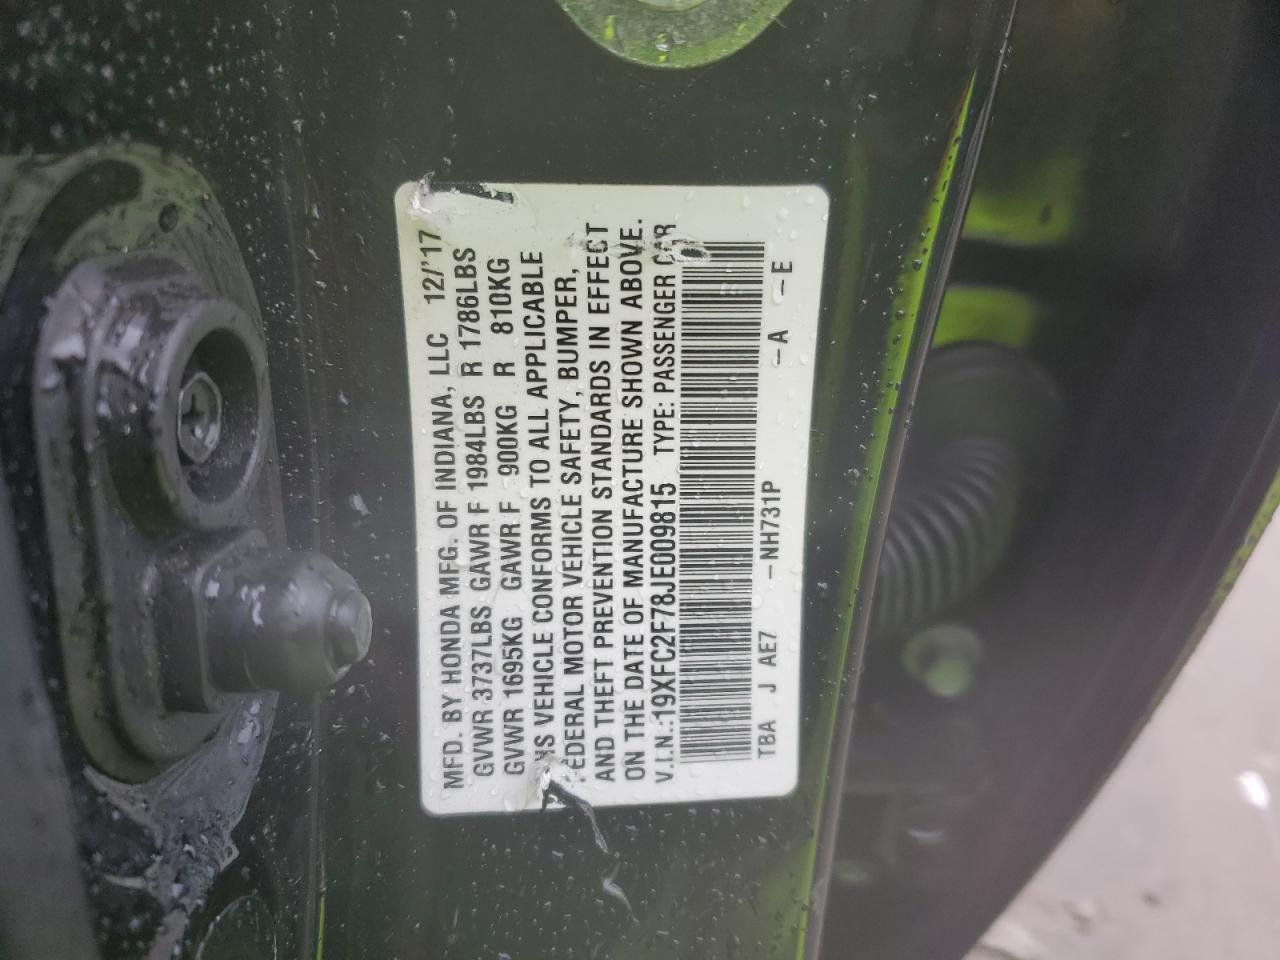 MFD. BY HONDA MFG. OF INDIANA, LLC 12/'17
GVWR 3737LBS GAWR F 1984LBS R 1786LBS
GVWR 1695KG GAWR F 900KG R 810KG
HIS VEHICLE CONFORMS TO ALL APPLICABLE
FEDERAL MOTOR VEHICLE SAFETY, BUMPER,
AND THEFT PREVENTION STANDARDS IN EFFECT
ON THE DATE OF MANUFACTURE SHOWN ABOVE.
V.I.N.:19XFC2F78JE009815 TYPE: PASSENGER CAR
TBA J AE7 -NH731P -A -E